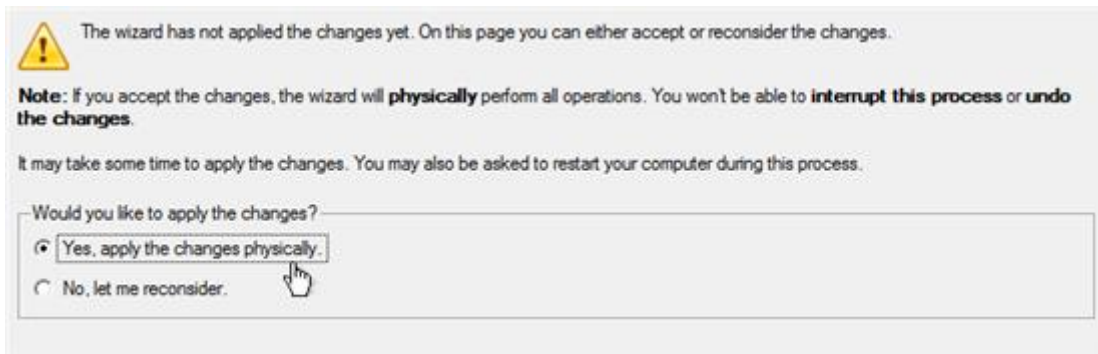 The wizard has not applied the changes yet. On this page you can either accept or reconsider the changes.
Note: If you accept the changes, the wizard will physically perform all operations. You won't be able to interrupt this process or undo
the changes.
It may take some time to apply the changes. You may also be asked to restart your computer during this process.
Would you like to apply the changes?
Yes, apply the changes physically.
No, let me reconsider.